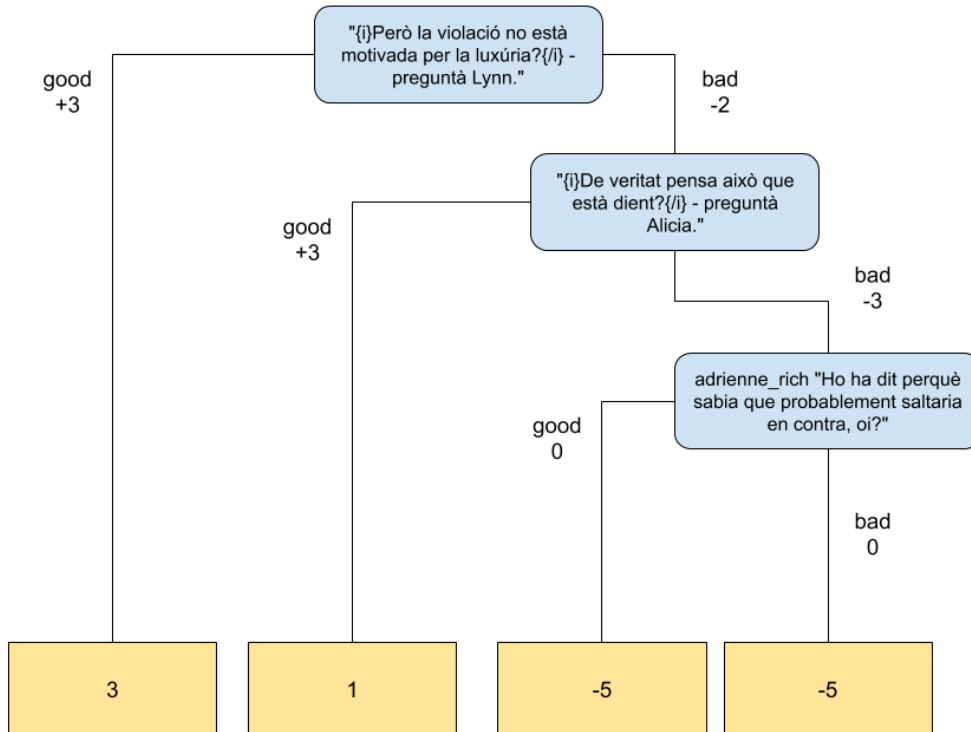 "{i}Però la violació no està
motivada per la luxúria?{/i} -
preguntà Lynn."
good
+3
bad
-2
"{i}De veritat pensa això que
està dient?{/i} - preguntà
Alicia."
good
+3
bad
-3
adrienne_rich "Ho ha dit perquè
sabia que probablement saltaria
en contra, oi?"
good
0
bad
0
3
1
-5
-5